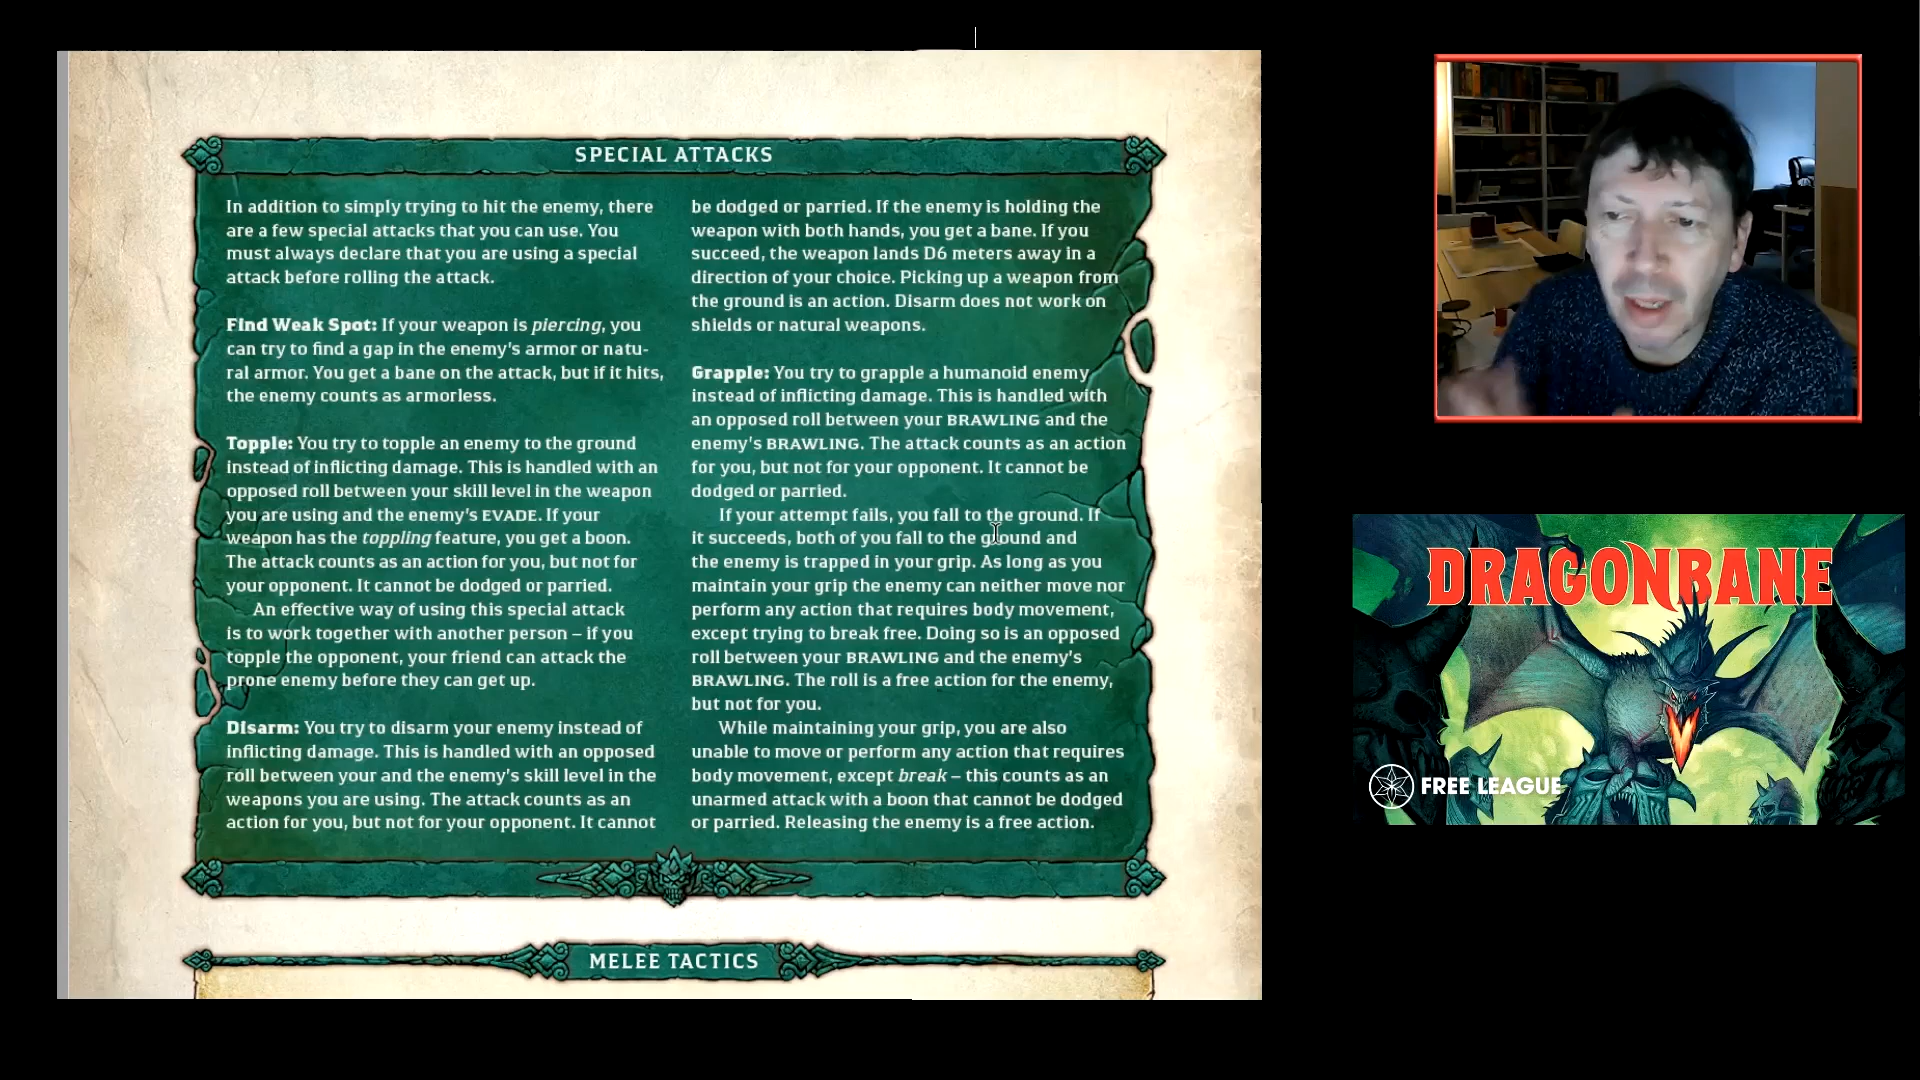 SPECIAL ATTACKS
In addition to simply trying to hit the enemy, there
are a few special attacks that you can use. You
must always declare that you are using a special
attack before rolling the attack.
Find Weak Spot: If your weapon is piercing, you
can try to find a gap in the enemy's armor or natu-
ral armor. You get a bane on the attack, but if it hits,
the enemy counts as armorless.
Topple: You try to topple an enemy to the ground
instead of inflicting damage. This is handled with an
opposed roll between your skill level in the weapon
you are using and the enemy's EVADE. If your
weapon has the toppling feature, you get a boon.
The attack counts as an action for you, but not for
your opponent. It cannot be dodged or parried.
An effective way of using this special attack
is to work together with another person – if you
topple the opponent, your friend can attack the
prone enemy before they can get up.
Disarm: You try to disarm your enemy instead of
inflicting damage. This is handled with an opposed
roll between your and the enemy's skill level in the
weapons you are using. The attack counts as an
action for you, but not for your opponent. It cannot
be dodged or parried. If the enemy is holding the
weapon with both hands, you get a bane. If you
succeed, the weapon lands D6 meters away in a
direction of your choice. Picking up a weapon from
the ground is an action. Disarm does not work on
shields or natural weapons.
Grapple: You try to grapple a humanoid enemy
instead of inflicting damage. This is handled with
an opposed roll between your BRAWLING and the
enemy's BRAWLING. The attack counts as an action
for you, but not for your opponent. It cannot be
dodged or parried.
If your attempt fails, you fall to the ground. If
it succeeds, both of you fall to the ground and
the enemy is trapped in your grip. As long as you
maintain your grip the enemy can neither move nor
perform any action that requires body movement,
except trying to break free. Doing so is an opposed
roll between your BRAWLING and the enemy's
BRAWLING. The roll is a free action for the enemy,
but not for you.
While maintaining your grip, you are also
unable to move or perform any action that requires
body movement, except break – this counts as an
unarmed attack with a boon that cannot be dodged
or parried. Releasing the enemy is a free action.
MELEE TACTICS
DRAGONBANE
FREE LEAGUE